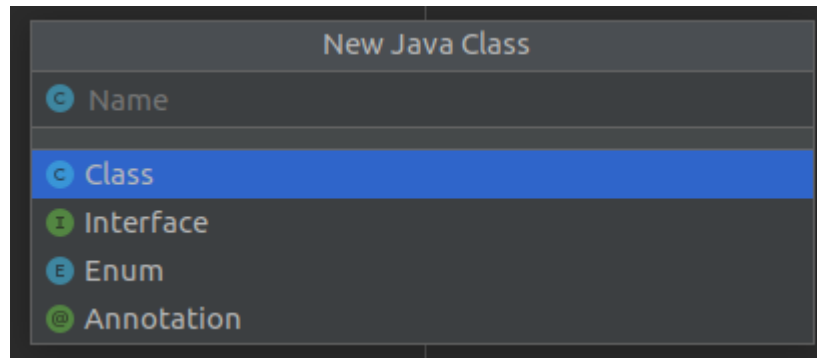 New Java Class
C Name
C Class
I Interface
E Enum
@ Annotation